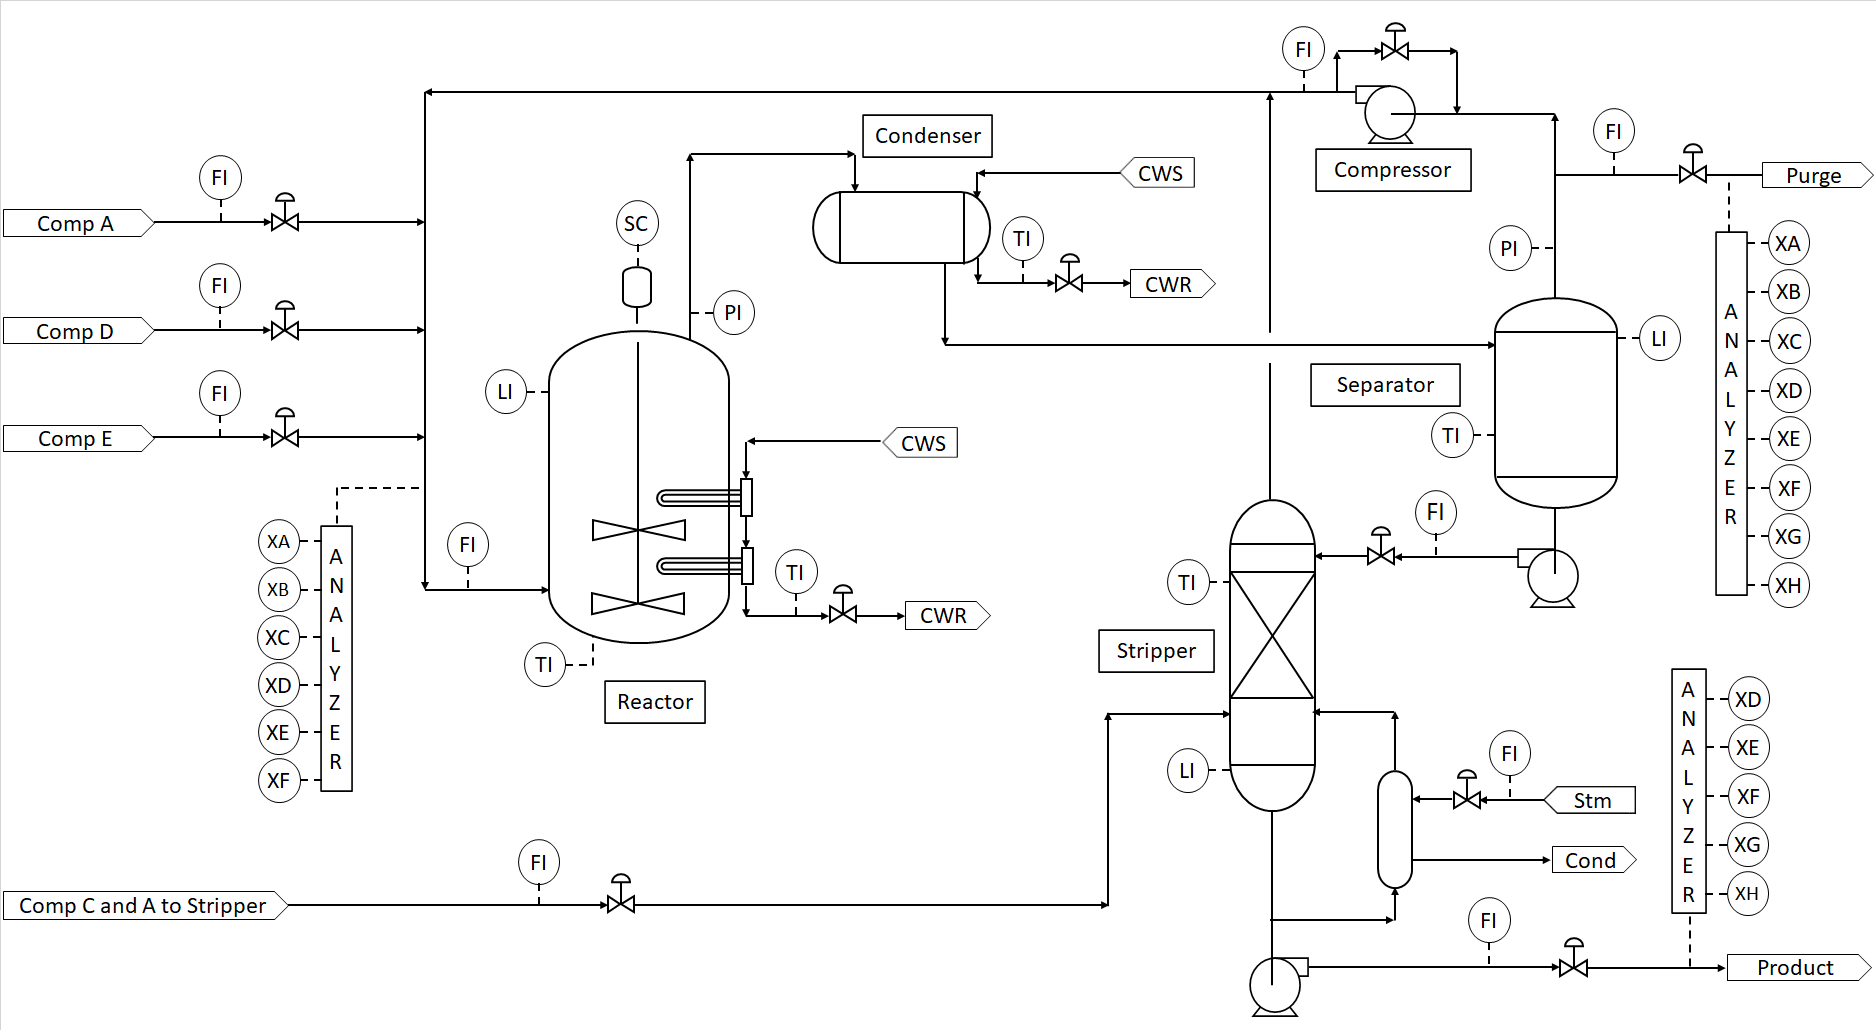 FI
Condenser
FI
CWS
Compressor
FI
Purge
Comp A
FI
SC
TI
PI
XA
CWR
XB
Comp D
FI
PI
LI
XC
Separator
XD
Comp E
FI
LI
CWS
TI
XE
XF
ANALYZER
XG
XH
XA
XB
XC
XD
XE
XF
ANALYZER
FI
TI
CWR
TI
Reactor
FI
TI
Stripper
LI
FI
Stm
Cond
XD
XE
XF
XG
XH
ANALYZER
Comp C and A to Stripper
FI
FI
Product